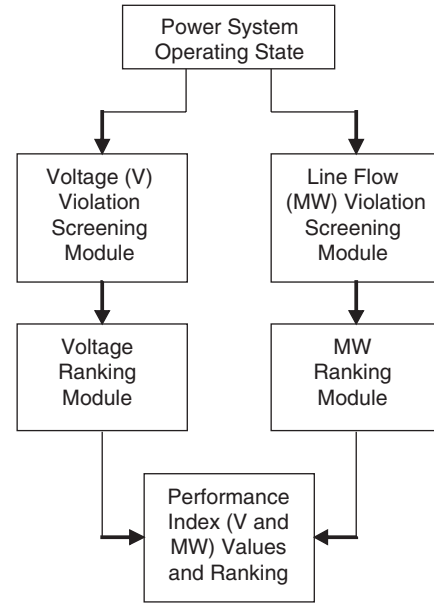 Power System
Operating State
Voltage (V)
Violation
Screening
Module
Line Flow
(MW) Violation
Screening
Module
Voltage
Ranking
Module
MW
Ranking
Module
Performance
Index (V and
MW) Values
and Ranking